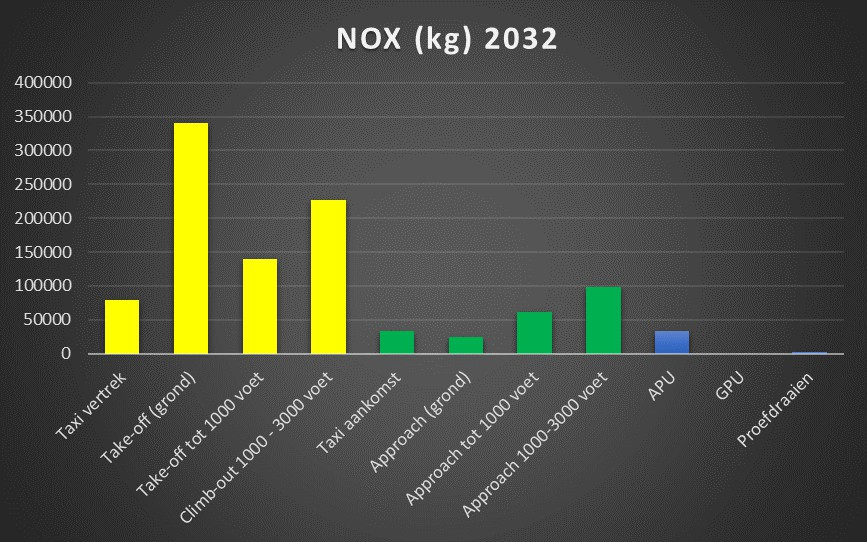 NOX (kg) 2032
400000
350000
300000
250000
200000
150000
100000
50000
0
Taxi vertrek
Take-off (grond)
Take-off tot 1000 voet
Climb-out 1000 - 3000 voet
Taxi aankomst
Approach (grond)
Approach tot 1000 voet
Approach 1000-3000 voet
APU
GPU
Proefdraaien